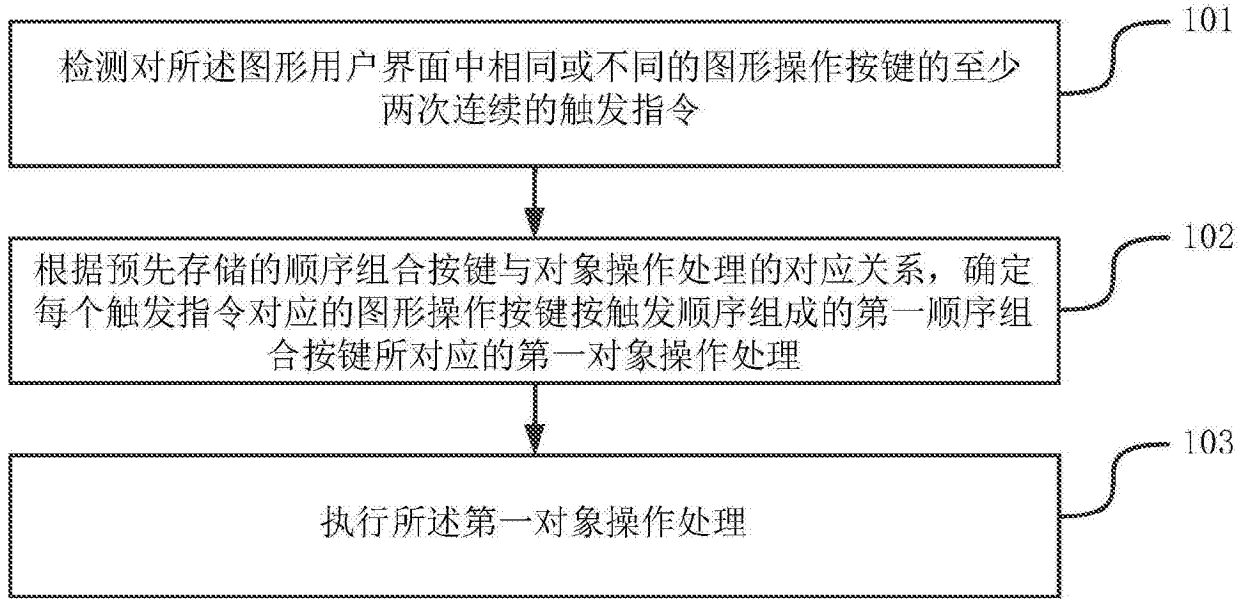 101
检测对所述图形用户界面中相同或不同的图形操作按键的至少
两次连续的触发指令
102
根据预先存储的顺序组合按键与对象操作处理的对应关系，确定
每个触发指令对应的图形操作按键按触发顺序组成的第一顺序组
合按键所对应的第一对象操作处理
103
执行所述第一对象操作处理